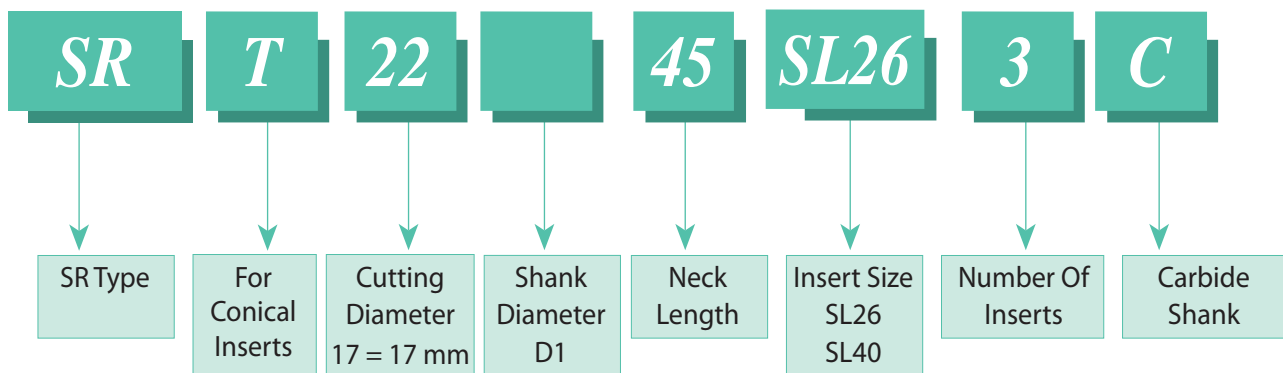 SR T 22 45 SL26 3 C
SR Type
For
Conical
Inserts
Cutting
Diameter
17 = 17 mm
Shank
Diameter
D1
Neck
Length
Insert Size
SL26
SL40
Number Of
Inserts
Carbide
Shank